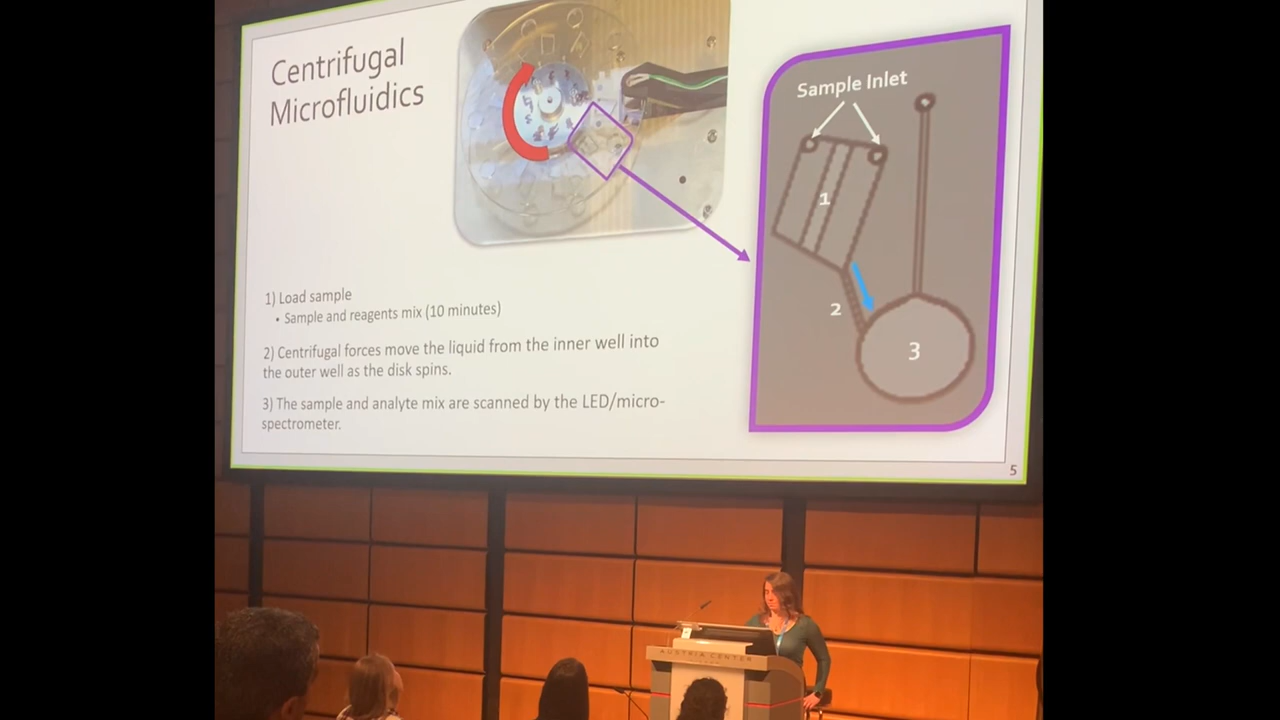 Centrifugal
Microfluidics
Sample Inlet
1
2
3
1) Load sample
• Sample and reagents mix (10 minutes)
2) Centrifugal forces move the liquid from the inner well into
the outer well as the disk spins.
3) The sample and analyte mix are scanned by the LED/micro-
spectrometer.
5
AUSTRIA CENTER